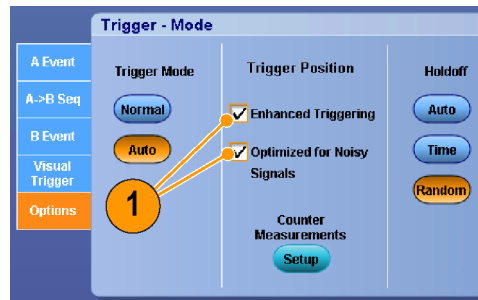 Trigger - Mode
A Event
A->B Seq
B Event
Visual
Trigger
Options
Trigger Mode
Normal
Auto
1
Trigger Position
Enhanced Triggering
Optimized for Noisy
Signals
Counter
Measurements
Setup
Holdoff
Auto
Time
Random